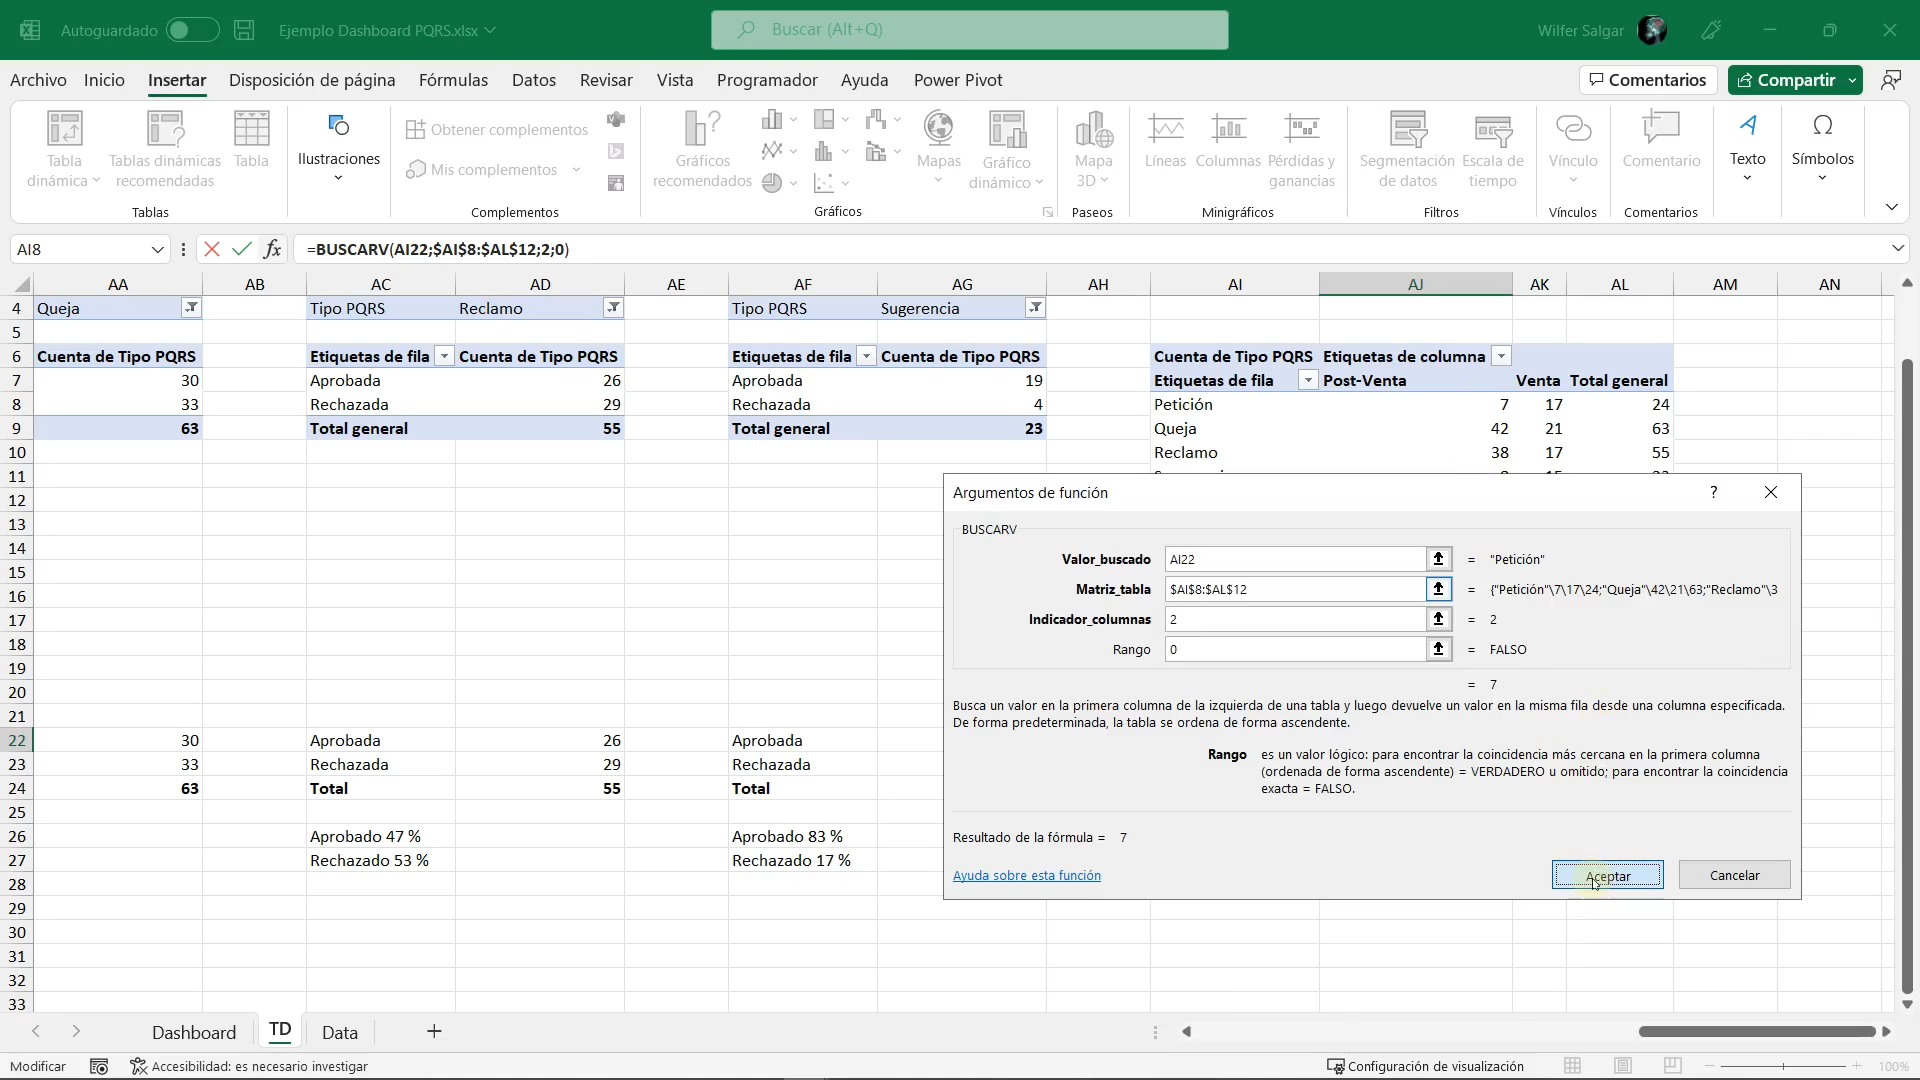 Autoguardado
Ejemplo Dashboard PQRS.xlsx
Buscar (Alt+Q)
Wilfer Salgar
Archivo Inicio Insertar Disposición de página Fórmulas Datos Revisar Vista Programador Ayuda Power Pivot
Comentarios Compartir
Tabla dinámica
Tablas dinámicas recomendadas
Tabla
Ilustraciones
Obtener complementos
Mis complementos
Gráficos recomendados
Mapas
Gráfico dinámico
Mapa 3D
Líneas
Columnas
Pérdidas y ganancias
Segmentación de datos
Escala de tiempo
Vínculo
Comentario
Texto
Símbolos
Tablas Complementos Gráficos Paseos Minigráficos Filtros Vínculos Comentarios
AI8 fx =BUSCARV(AI22;$AI$8:$AL$12;2;0)
AA AB AC AD AE AF AG AH AI AJ AK AL AM AN
4 Queja Tipo PQRS Reclamo Tipo PQRS Sugerencia
5
6 Cuenta de Tipo PQRS Etiquetas de fila Cuenta de Tipo PQRS Etiquetas de fila Cuenta de Tipo PQRS Cuenta de Tipo PQRS Etiquetas de columna
7 30 Aprobada 26 Aprobada 19 Etiquetas de fila Post-Venta Venta Total general
8 33 Rechazada 29 Rechazada 4 Petición 7 17 24
9 63 Total general 55 Total general 23 Queja 42 21 63
10 Reclamo 38 17 55
11
12
13
14
15
16
17
18
19
20
21
22 30 Aprobada 26 Aprobada
23 33 Rechazada 29 Rechazada
24 63 Total 55 Total
25
26 Aprobado 47 % Aprobado 83 %
27 Rechazado 53 % Rechazado 17 %
28
29
30
31
32
33
Argumentos de función ?
BUSCARV
Valor_buscado AI22 = "Petición"
Matriz_tabla $AI$8:$AL$12 = {"Petición"\7\17\24;"Queja"\42\21\63;"Reclamo"\3
Indicador_columnas 2 = 2
Rango 0 = FALSO
= 7
Busca un valor en la primera columna de la izquierda de una tabla y luego devuelve un valor en la misma fila desde una columna especificada.
De forma predeterminada, la tabla se ordena de forma ascendente.
Rango es un valor lógico: para encontrar la coincidencia más cercana en la primera columna
(ordenada de forma ascendente) = VERDADERO u omitido; para encontrar la coincidencia
exacta = FALSO.
Resultado de la fórmula = 7
Ayuda sobre esta función
Aceptar Cancelar
Dashboard TD Data
Modificar Accesibilidad: es necesario investigar Configuración de visualización 100%